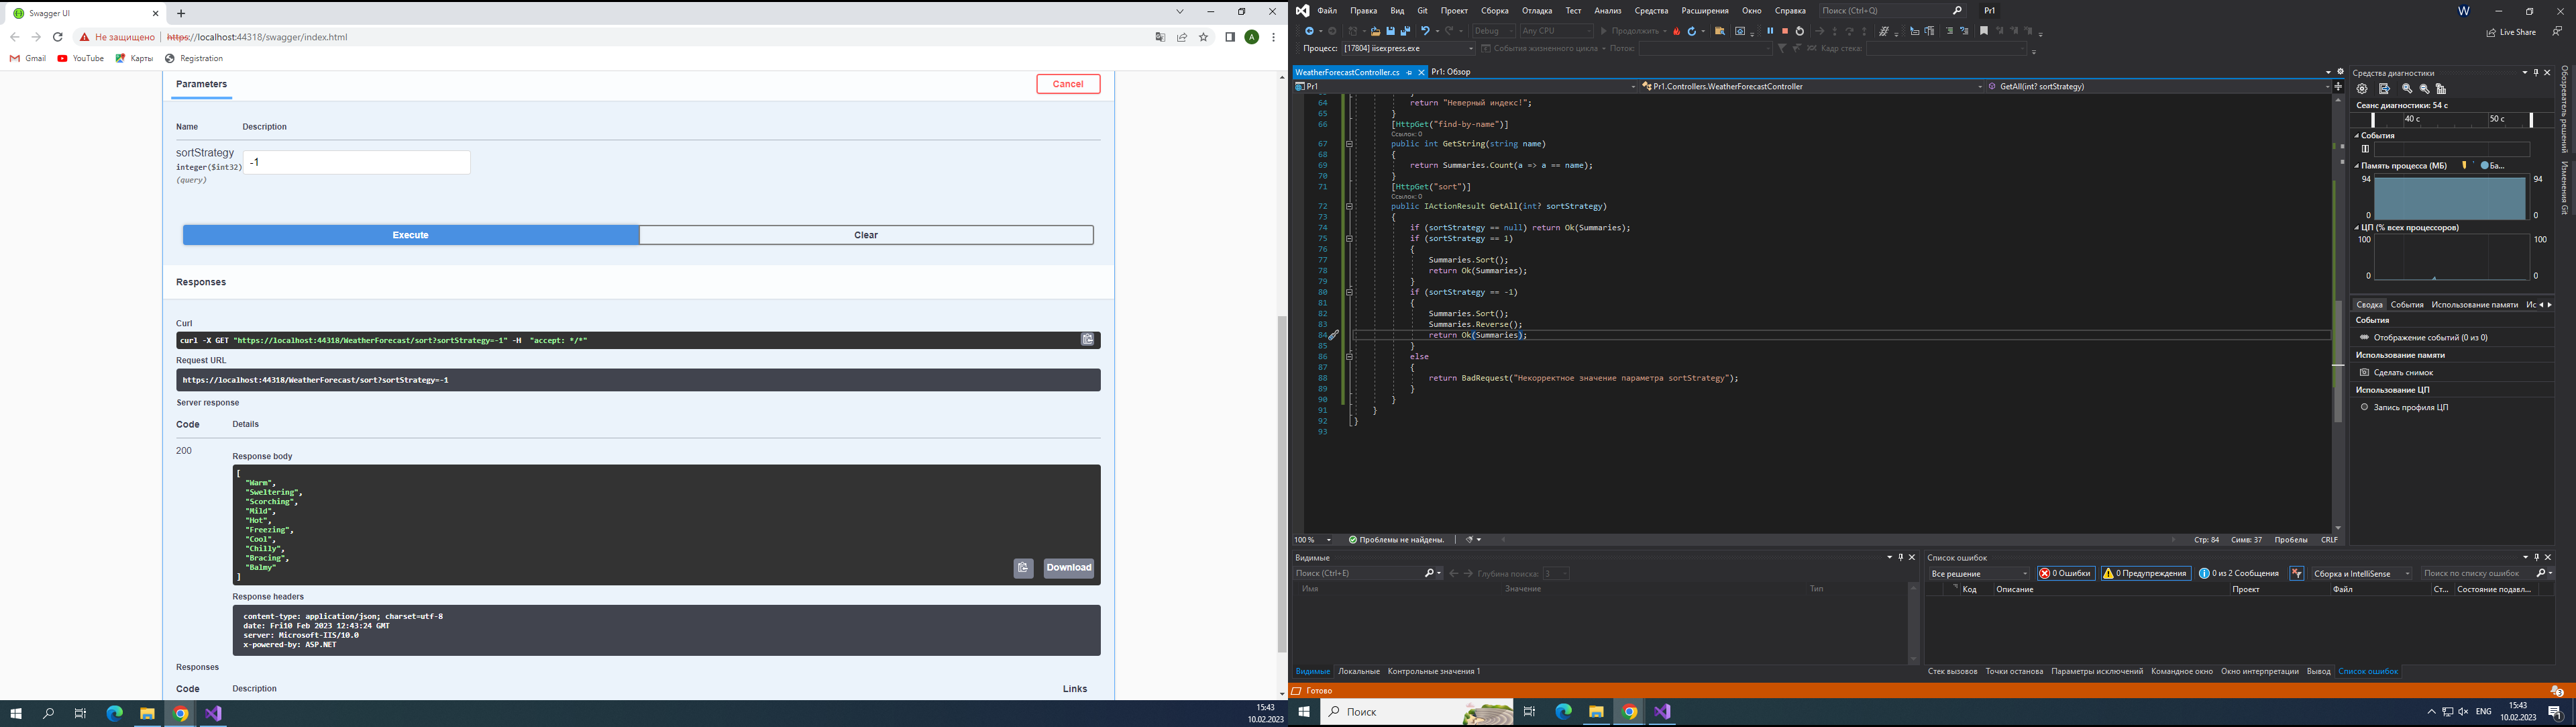 Swagger UI
Не защищено https://localhost:44318/swagger/index.html
Gmail YouTube Карты Registration
Parameters
Cancel
Name Description
sortStrategy
integer($int32)
(query)
-1
Execute
Clear
Responses
Curl
curl -X GET "https://localhost:44318/WeatherForecast/sort?sortStrategy=-1" -H "accept: */*"
Request URL
https://localhost:44318/WeatherForecast/sort?sortStrategy=-1
Server response
Code Details
200
Response body
[
"Warm",
"Sweltering",
"Scorching",
"Mild",
"Hot",
"Freezing",
"Cool",
"Chilly",
"Bracing",
"Balmy"
]
Download
Response headers
content-type: application/json; charset=utf-8
date: Fri10 Feb 2023 12:43:24 GMT
server: Microsoft-IIS/10.0
x-powered-by: ASP.NET
Responses
Code Description Links
15:43
10.02.2023
Файл Правка Вид Git Проект Сборка Отладка Тест Анализ Средства Расширения Окно Справка Поиск (Ctrl+Q) Pr1
Debug Any CPU Продолжить
Live Share
Процесс: [17804] iisexpress.exe События жизненного цикла Поток: Кадр стека:
WeatherForecastController.cs Pr1: Обзор
Pr1 Pr1.Controllers.WeatherForecastController GetAll(int? sortStrategy)
64 return "Неверный индекс!";
65 }
66 [HttpGet("find-by-name")]
Ссылок: 0
67 public int GetString(string name)
68 {
69 return Summaries.Count(a => a == name);
70 }
71 [HttpGet("sort")]
Ссылок: 0
72 public IActionResult GetAll(int? sortStrategy)
73 {
74 if (sortStrategy == null) return Ok(Summaries);
75 if (sortStrategy == 1)
76 {
77 Summaries.Sort();
78 return Ok(Summaries);
79 }
80 if (sortStrategy == -1)
81 {
82 Summaries.Sort();
83 Summaries.Reverse();
84 return Ok(Summaries);
85 }
86 else
87 {
88 return BadRequest("Некорректное значение параметра sortStrategy");
89 }
90 }
91 }
92 }
93
100 % Проблемы не найдены. Стр: 84 Симв: 37 Пробелы CRLF
Средства диагностики
Сеанс диагностики: 54 с
40 с 50 с
События
Память процесса (МБ) Ба...
94 94
0 0
ЦП (% всех процессоров)
100 100
0 0
Сводка События Использование памяти Ис
События
Отображение событий (0 из 0)
Использование памяти
Сделать снимок
Использование ЦП
Запись профиля ЦП
Обозреватель решений
Изменения Git
Видимые
Поиск (Ctrl+E) Глубина поиска: 3
Имя Значение Тип
Видимые Локальные Контрольные значения 1
Список ошибок
Все решение 0 Ошибки 0 Предупреждения 0 из 2 Сообщения Сборка и IntelliSense Поиск по списку ошибок
Код Описание Проект Файл Ст... Состояние подавл...
Стек вызовов Точки останова Параметры исключений Командное окно Окно интерпретации Вывод Список ошибок
Готово
Поиск
ENG
15:43
10.02.2023